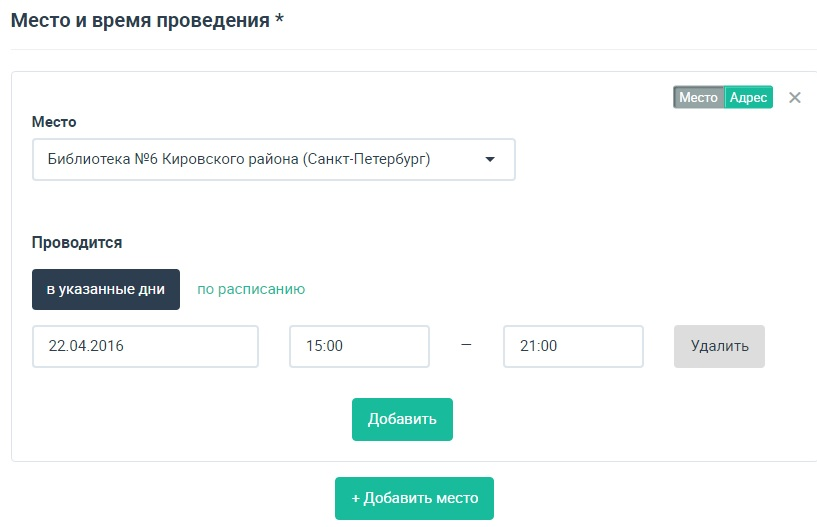 Место и время проведения *
Место Адрес
Место
Библиотека №6 Кировского района (Санкт-Петербург)
Проводится
в указанные дни по расписанию
22.04.2016 15:00 — 21:00 Удалить
Добавить
+ Добавить место